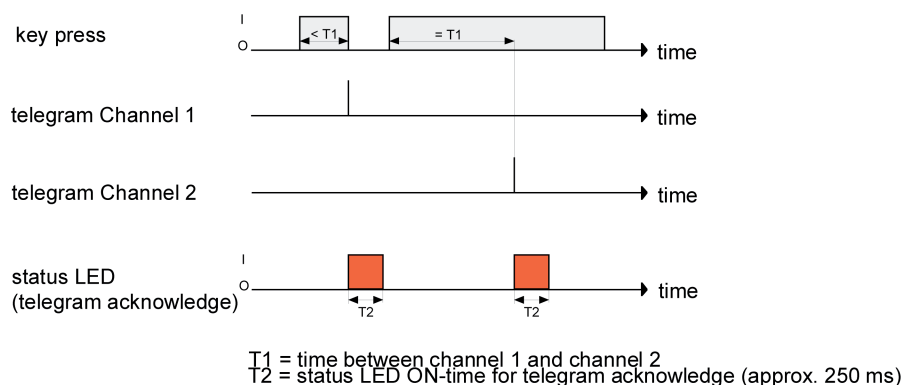 I
key press
< T1
= T1
O
time
telegram Channel 1
time
telegram Channel 2
time
I
status LED
O
time
(telegram acknowledge)
T2
T2
T1 = time between channel 1 and channel 2
T2 = status LED ON-time for telegram acknowledge (approx. 250 ms)